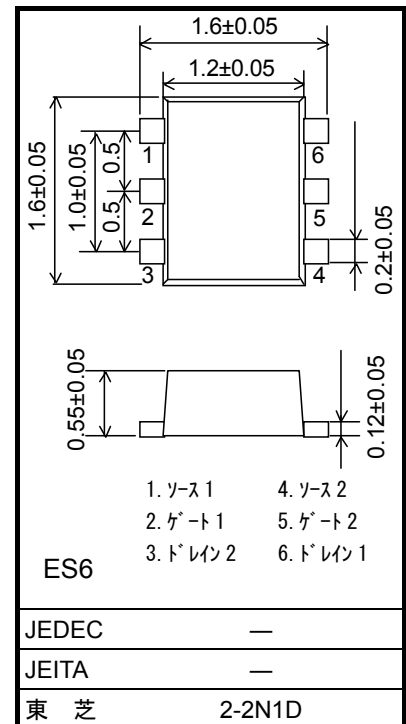 1.6±0.05
1.2±0.05
1.6±0.05
1.0±0.05
0.5
0.5
1
2
3
6
5
4
0.2±0.05
0.55±0.05
0.12±0.05
1. ｿｰｽ 1 4. ｿｰｽ 2
2. ｹﾞｰﾄ 1 5. ｹﾞｰﾄ 2
3. ﾄﾞﾚｲﾝ 2 6. ﾄﾞﾚｲﾝ 1
ES6
JEDEC ―
JEITA ―
東 芝 2-2N1D